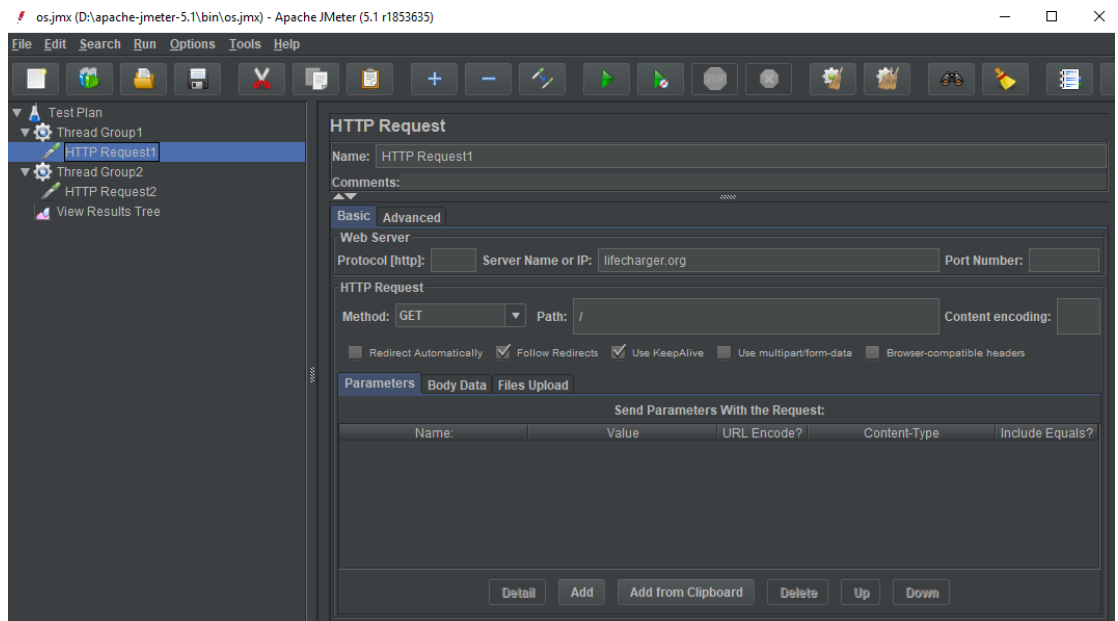 os.jmx (D:\apache-jmeter-5.1\bin\os.jmx) - Apache JMeter (5.1 r1853635)
File Edit Search Run Options Tools Help
STOP
Test Plan
Thread Group1
HTTP Request1
Thread Group2
HTTP Request2
View Results Tree
HTTP Request
Name: HTTP Request1
Comments:
Basic Advanced
Web Server
Protocol [http]: Server Name or IP: lifecharger.org Port Number:
HTTP Request
Method: GET Path: / Content encoding:
Redirect Automatically Follow Redirects Use KeepAlive Use multipart/form-data Browser-compatible headers
Parameters Body Data Files Upload
Send Parameters With the Request:
Name: Value URL Encode? Content-Type Include Equals?
Detail Add Add from Clipboard Delete Up Down